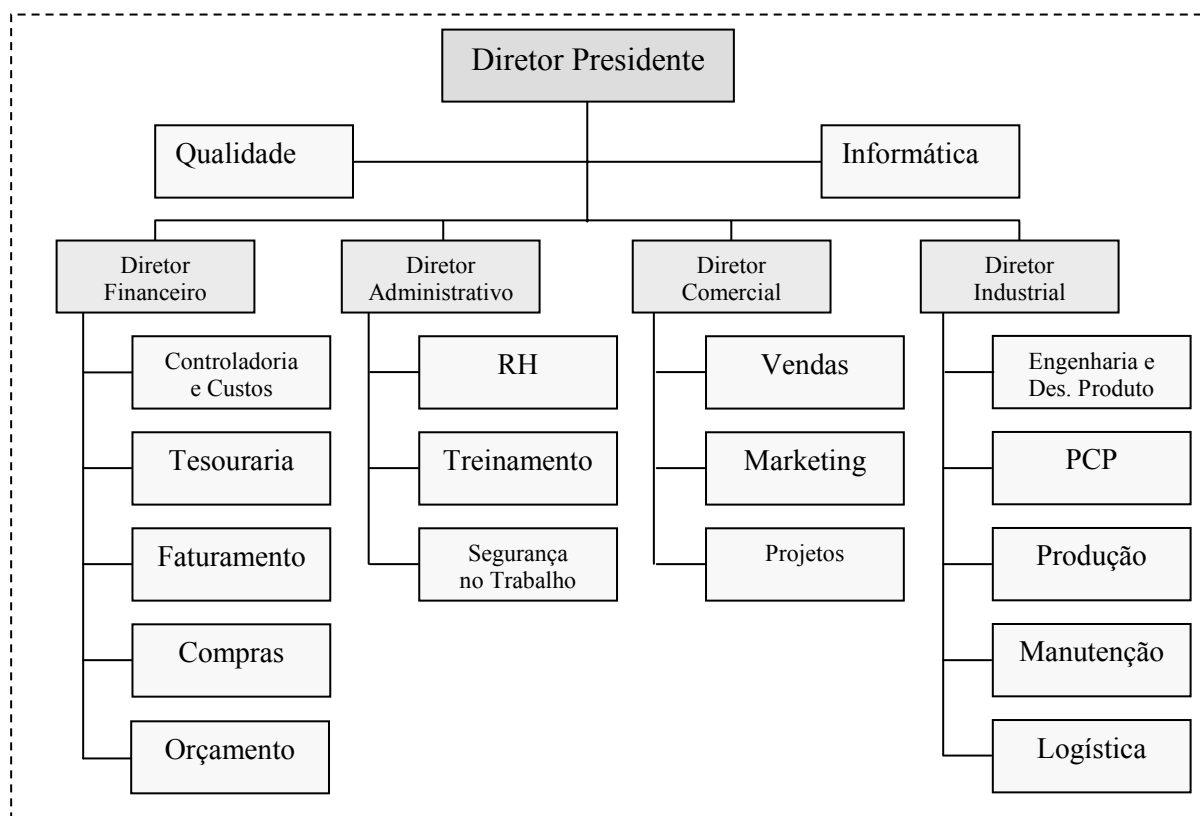 Diretor Presidente
Qualidade
Informática
Diretor
Financeiro
Diretor
Administrativo
Diretor
Comercial
Diretor
Industrial
Controladoria
e Custos
Tesouraria
Faturamento
Compras
Orçamento
RH
Treinamento
Segurança
no Trabalho
Vendas
Marketing
Projetos
Engenharia e
Des. Produto
PCP
Produção
Manutenção
Logística